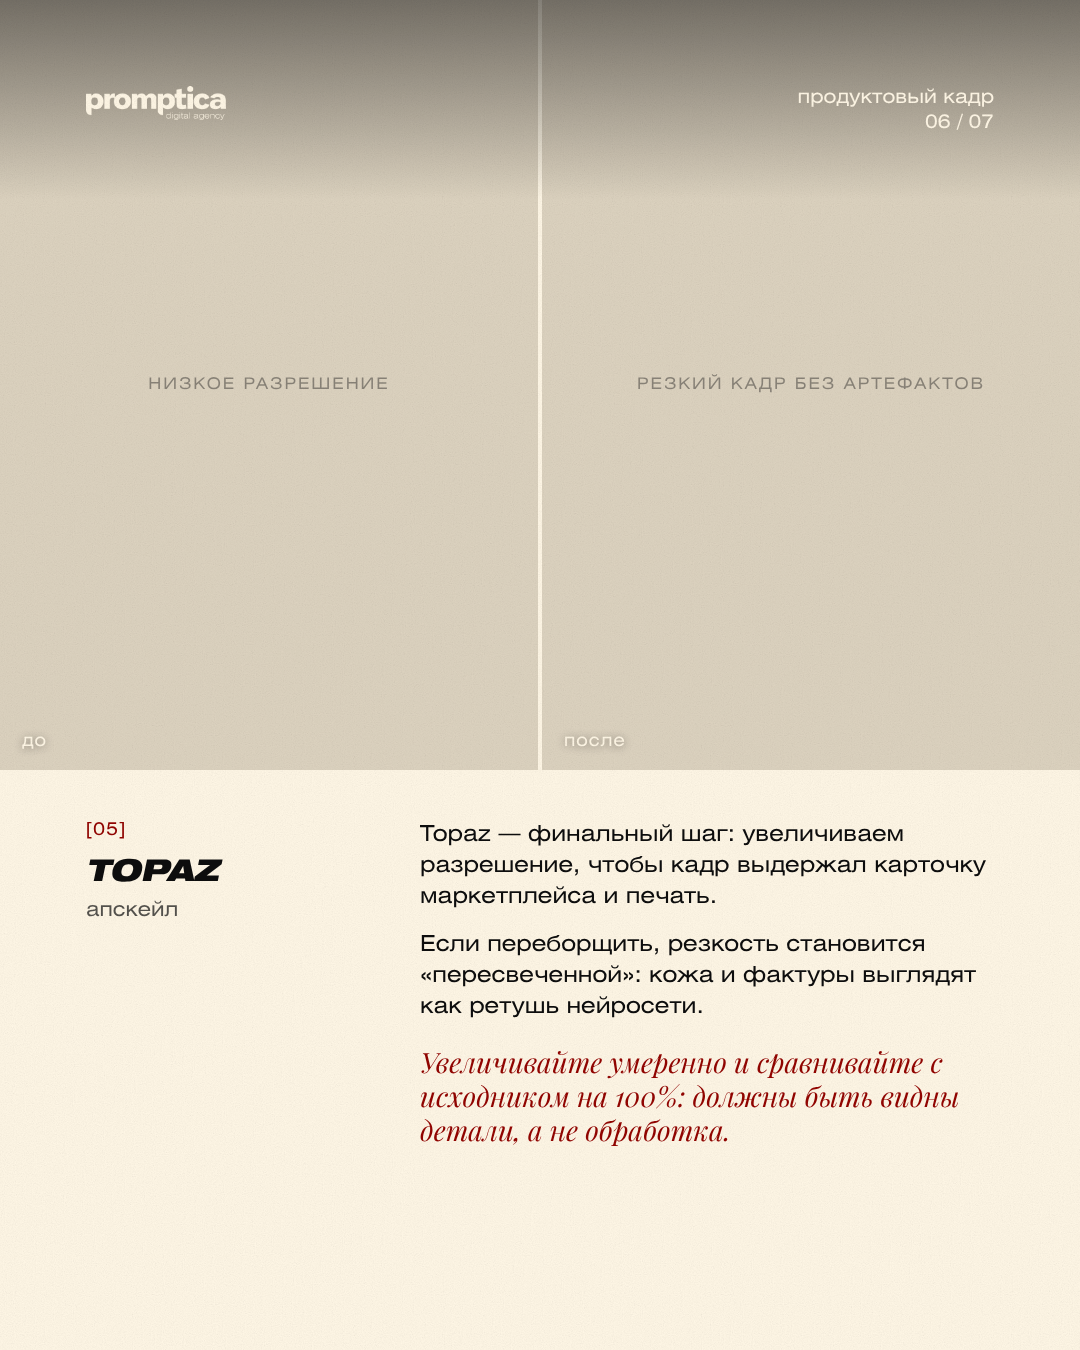 promptica
digital agency
продуктовый кадр
06 / 07
НИЗКОЕ РАЗРЕШЕНИЕ
РЕЗКИЙ КАДР БЕЗ АРТЕФАКТОВ
до
после
[05]
TOPAZ
апскейл
Topaz — финальный шаг: увеличиваем
разрешение, чтобы кадр выдержал карточку
маркетплейса и печать.
Если переборщить, резкость становится
«пересвеченной»: кожа и фактуры выглядят
как ретушь нейросети.
Увеличивайте умеренно и сравнивайте с
исходником на 100%: должны быть видны
детали, а не обработка.